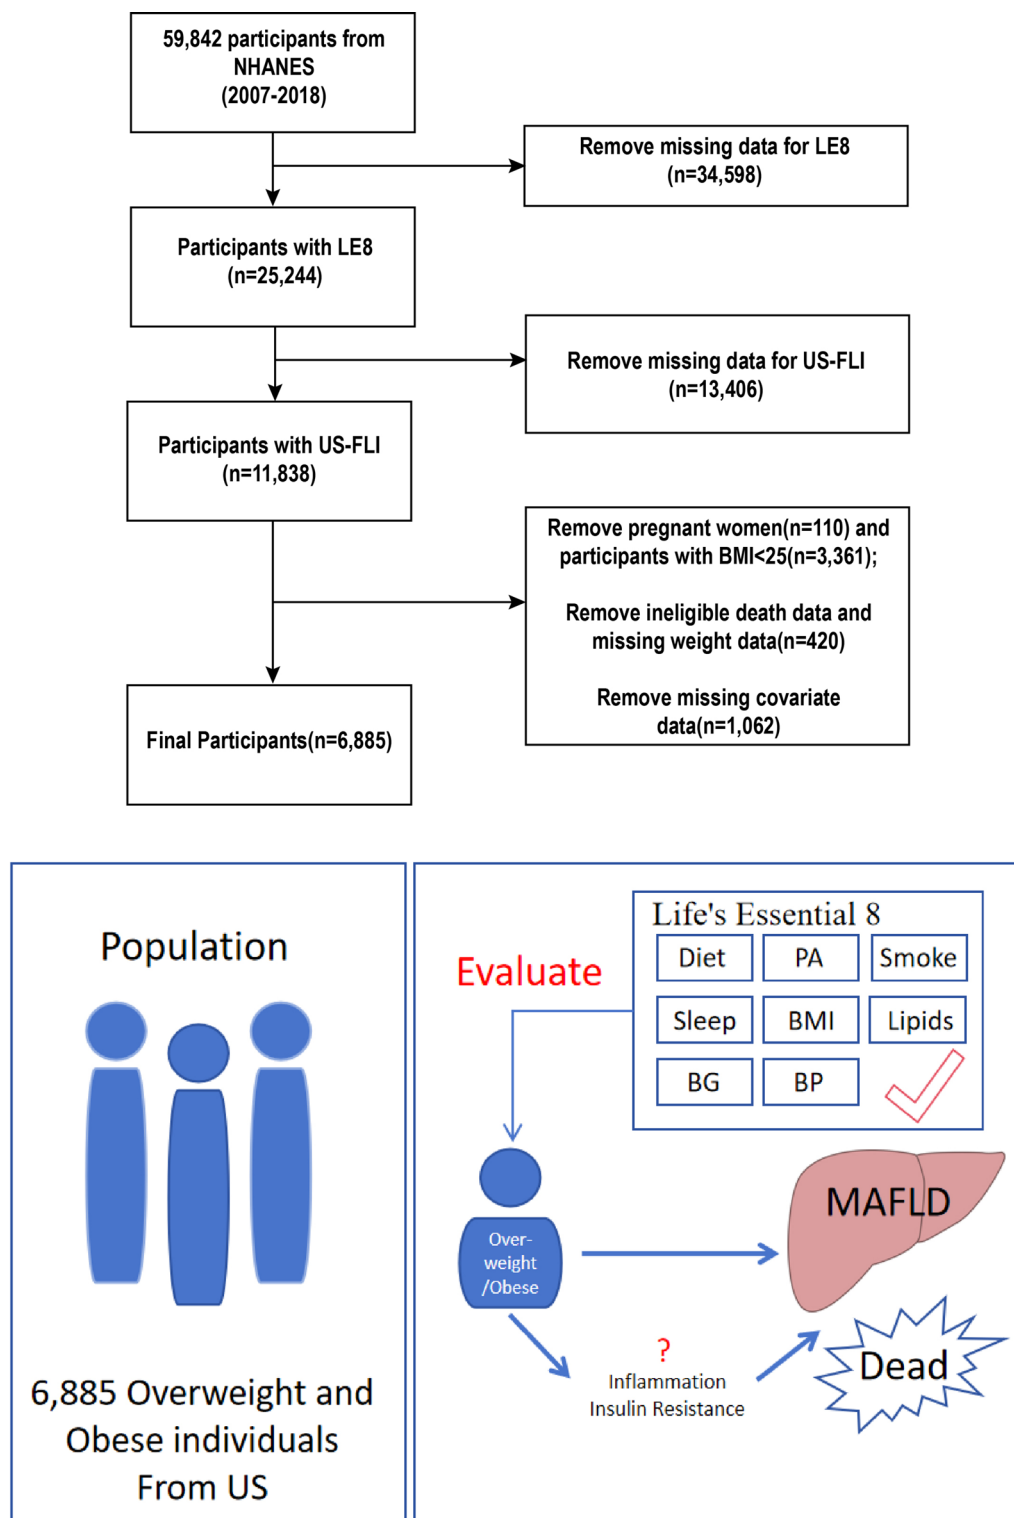 59,842 participants from
NHANES
(2007-2018)
Remove missing data for LE8
(n=34,598)
Participants with LE8
(n=25,244)
Remove missing data for US-FLI
(n=13,406)
Participants with US-FLI
(n=11,838)
Remove pregnant women(n=110) and
participants with BMI<25(n=3,361);
Remove ineligible death data and
missing weight data(n=420)
Remove missing covariate
data(n=1,062)
Final Participants(n=6,885)
Population
6,885 Overweight and
Obese individuals
From US
Evaluate
Life's Essential 8
Diet
PA
Smoke
Sleep
BMI
Lipids
BG
BP
Over-
weight
/Obese
MAFLD
?
Inflammation
Insulin Resistance
Dead